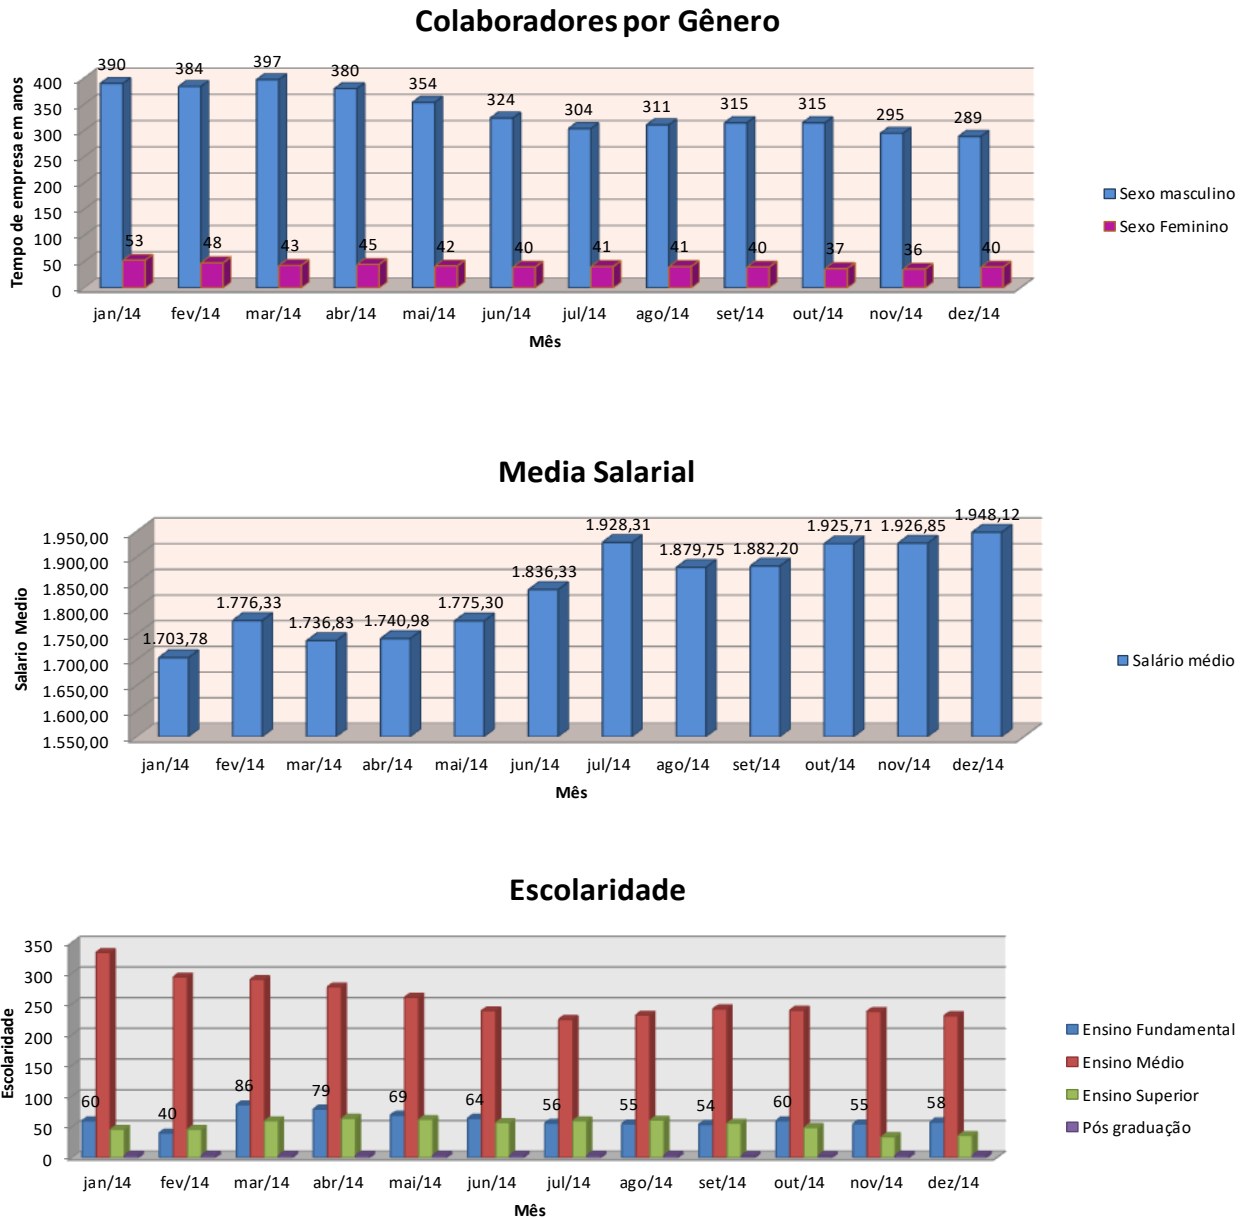 Colaboradores por Gênero
Tempo de empresa em anos
400
350
300
250
200
150
100
50
0
390
384
397
380
354
324
304
311
315
315
295
289
53
48
43
45
42
40
41
41
40
37
36
40
jan/14
fev/14
mar/14
abr/14
mai/14
jun/14
jul/14
ago/14
set/14
out/14
nov/14
dez/14
Mês
Sexo masculino
Sexo Feminino
Media Salarial
Salario Medio
1.950,00
1.900,00
1.850,00
1.800,00
1.750,00
1.700,00
1.650,00
1.600,00
1.550,00
1.703,78
1.776,33
1.736,83
1.740,98
1.775,30
1.836,33
1.928,31
1.879,75
1.882,20
1.925,71
1.926,85
1.948,12
jan/14
fev/14
mar/14
abr/14
mai/14
jun/14
jul/14
ago/14
set/14
out/14
nov/14
dez/14
Mês
Salário médio
Escolaridade
Escolaridade
350
300
250
200
150
100
50
0
60
40
86
79
69
64
56
55
54
60
55
58
jan/14
fev/14
mar/14
abr/14
mai/14
jun/14
jul/14
ago/14
set/14
out/14
nov/14
dez/14
Mês
Ensino Fundamental
Ensino Médio
Ensino Superior
Pós graduação